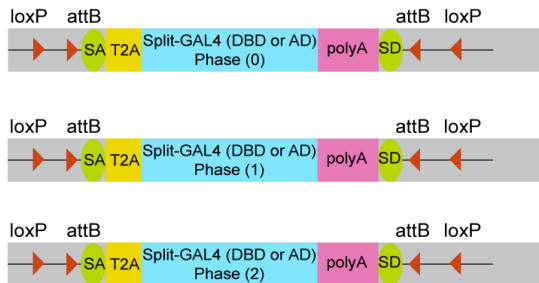 loxP attB attB loxP
SA T2A Split-GAL4 (DBD or AD) polyA SD
Phase (0)
loxP attB attB loxP
SA T2A Split-GAL4 (DBD or AD) polyA SD
Phase (1)
loxP attB attB loxP
SA T2A Split-GAL4 (DBD or AD) polyA SD
Phase (2)